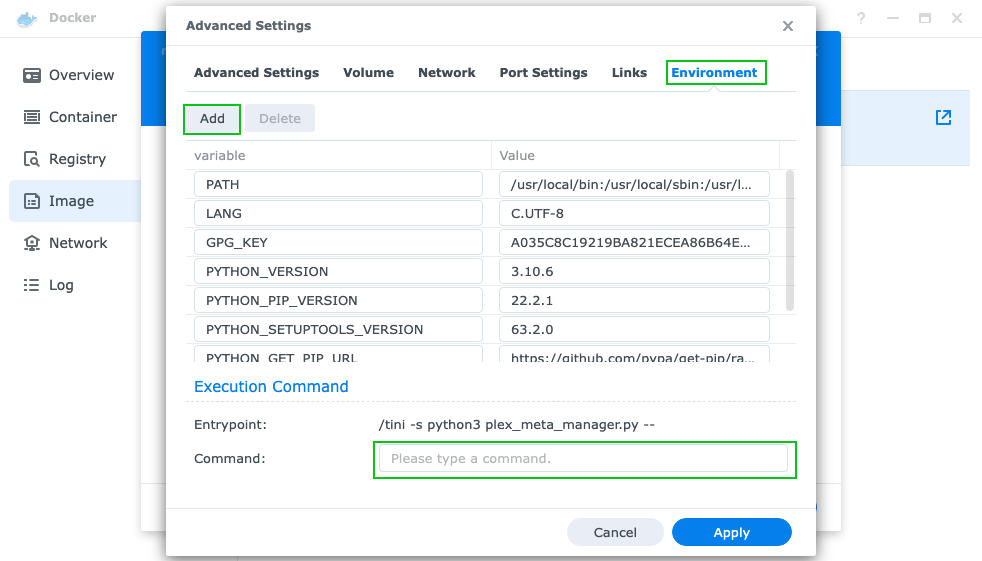 Docker
?
Overview
Container
Registry
Image
Network
Log
Advanced Settings
Advanced Settings Volume Network Port Settings Links Environment
Add Delete
variable Value
PATH /usr/local/bin:/usr/local/sbin:/usr/l...
LANG C.UTF-8
GPG_KEY A035C8C19219BA821ECEA86B64E...
PYTHON_VERSION 3.10.6
PYTHON_PIP_VERSION 22.2.1
PYTHON_SETUPTOOLS_VERSION 63.2.0
PYTHON_GET_PIP_URL https://github.com/pypa/get-pip/ra...
Execution Command
Entrypoint: /tini -s python3 plex_meta_manager.py --
Command: Please type a command.
Cancel Apply